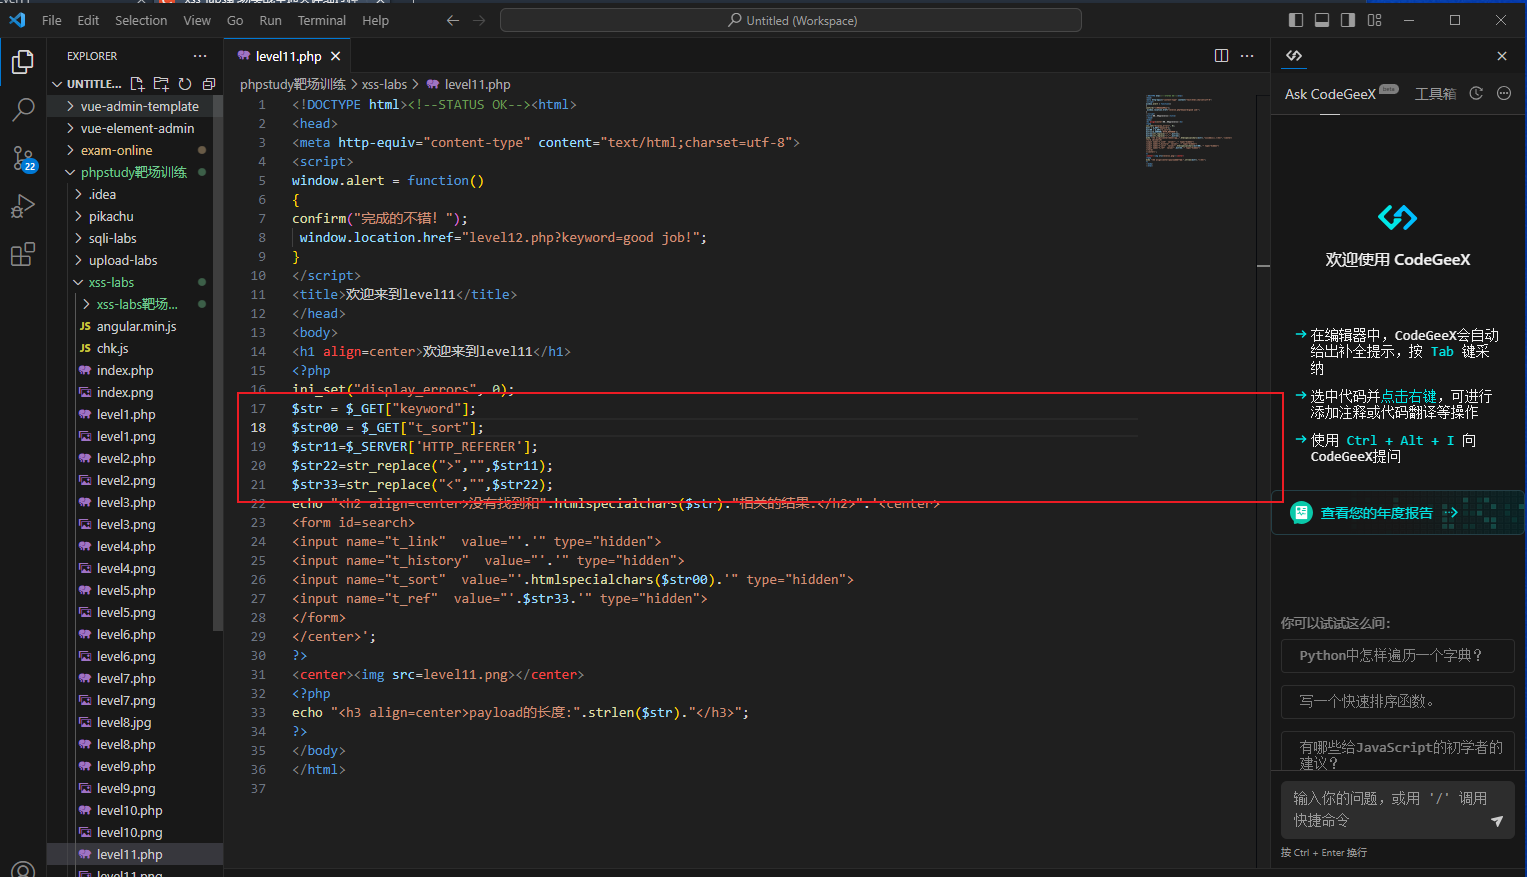 File Edit Selection View Go Run Terminal Help
Untitled (Workspace)
EXPLORER
UNTITLE...
vue-admin-template
vue-element-admin
exam-online
phpstudy靶场训练
.idea
pikachu
sqli-labs
upload-labs
xss-labs
xss-labs靶场...
JS angular.min.js
JS chk.js
index.php
index.png
level1.php
level1.png
level2.php
level2.png
level3.php
level3.png
level4.php
level4.png
level5.php
level5.png
level6.php
level6.png
level7.php
level7.png
level8.jpg
level8.php
level9.php
level9.png
level10.php
level10.png
level11.php
level11.png
22
level11.php
phpstudy靶场训练 > xss-labs > level11.php
1 <!DOCTYPE html><!--STATUS OK--><html>
2 <head>
3 <meta http-equiv="content-type" content="text/html;charset=utf-8">
4 <script>
5 window.alert = function()
6 {
7 confirm("完成的不错！");
8 window.location.href="level12.php?keyword=good job!";
9 }
10 </script>
11 <title>欢迎来到level11</title>
12 </head>
13 <body>
14 <h1 align=center>欢迎来到level11</h1>
15 <?php
16 ini_set("display_errors", 0);
17 $str = $_GET["keyword"];
18 $str00 = $_GET["t_sort"];
19 $str11=$_SERVER['HTTP_REFERER'];
20 $str22=str_replace(">","",$str11);
21 $str33=str_replace("<","",$str22);
22 echo "<h2 align=center>没有找到和".htmlspecialchars($str)."相关的结果.</h2>".'<center>
23 <form id=search>
24 <input name="t_link"  value="'.'" type="hidden">
25 <input name="t_history"  value="'.'" type="hidden">
26 <input name="t_sort"  value="'.htmlspecialchars($str00).'" type="hidden">
27 <input name="t_ref"  value="'.$str33.'" type="hidden">
28 </form>
29 </center>';
30 ?>
31 <center><img src=level11.png></center>
32 <?php
33 echo "<h3 align=center>payload的长度:".strlen($str)."</h3>";
34 ?>
35 </body>
36 </html>
37
Ask CodeGeeX beta 工具箱
欢迎使用 CodeGeeX
在编辑器中，CodeGeeX会自动
给出补全提示，按 Tab 键采
纳
选中代码并点击右键，可进行
添加注释或代码翻译等操作
使用 Ctrl + Alt + I 向
CodeGeeX提问
查看您的年度报告
你可以试试这么问：
Python中怎样遍历一个字典？
写一个快速排序函数。
有哪些给JavaScript的初学者的
建议？
输入你的问题，或用 '/' 调用
快捷命令
按 Ctrl + Enter 换行